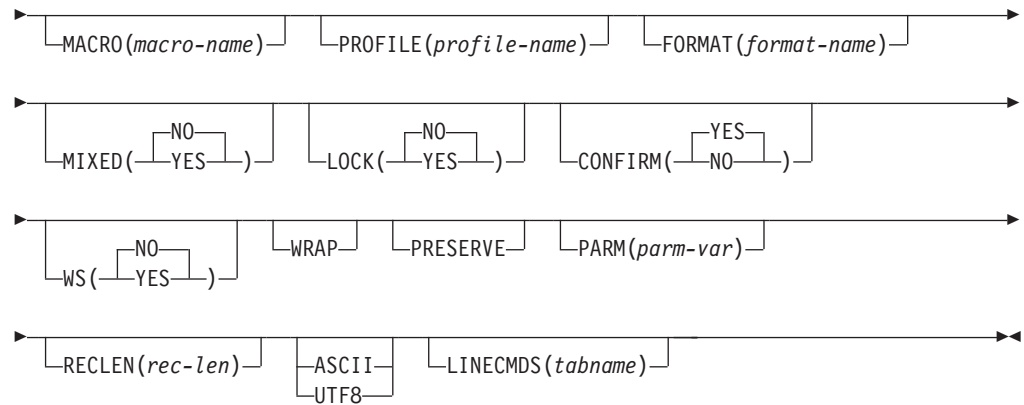 MACRO(macro-name) PROFILE(profile-name) FORMAT(format-name)
NO NO YES
MIXED( YES ) LOCK( YES ) CONFIRM( NO )
NO WRAP PRESERVE PARM(parm-var)
WS( YES )
RECLEN(rec-len) ASCII LINECMDS(tabname)
UTF8